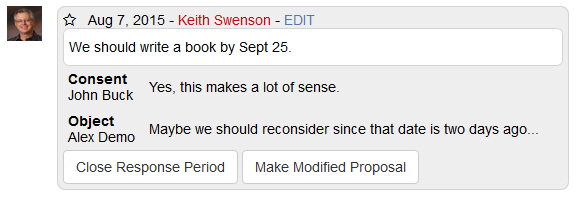 Aug 7, 2015 - Keith Swenson - EDIT
We should write a book by Sept 25.
Consent
John Buck
Yes, this makes a lot of sense.
Object
Alex Demo
Maybe we should reconsider since that date is two days ago...
Close Response Period
Make Modified Proposal